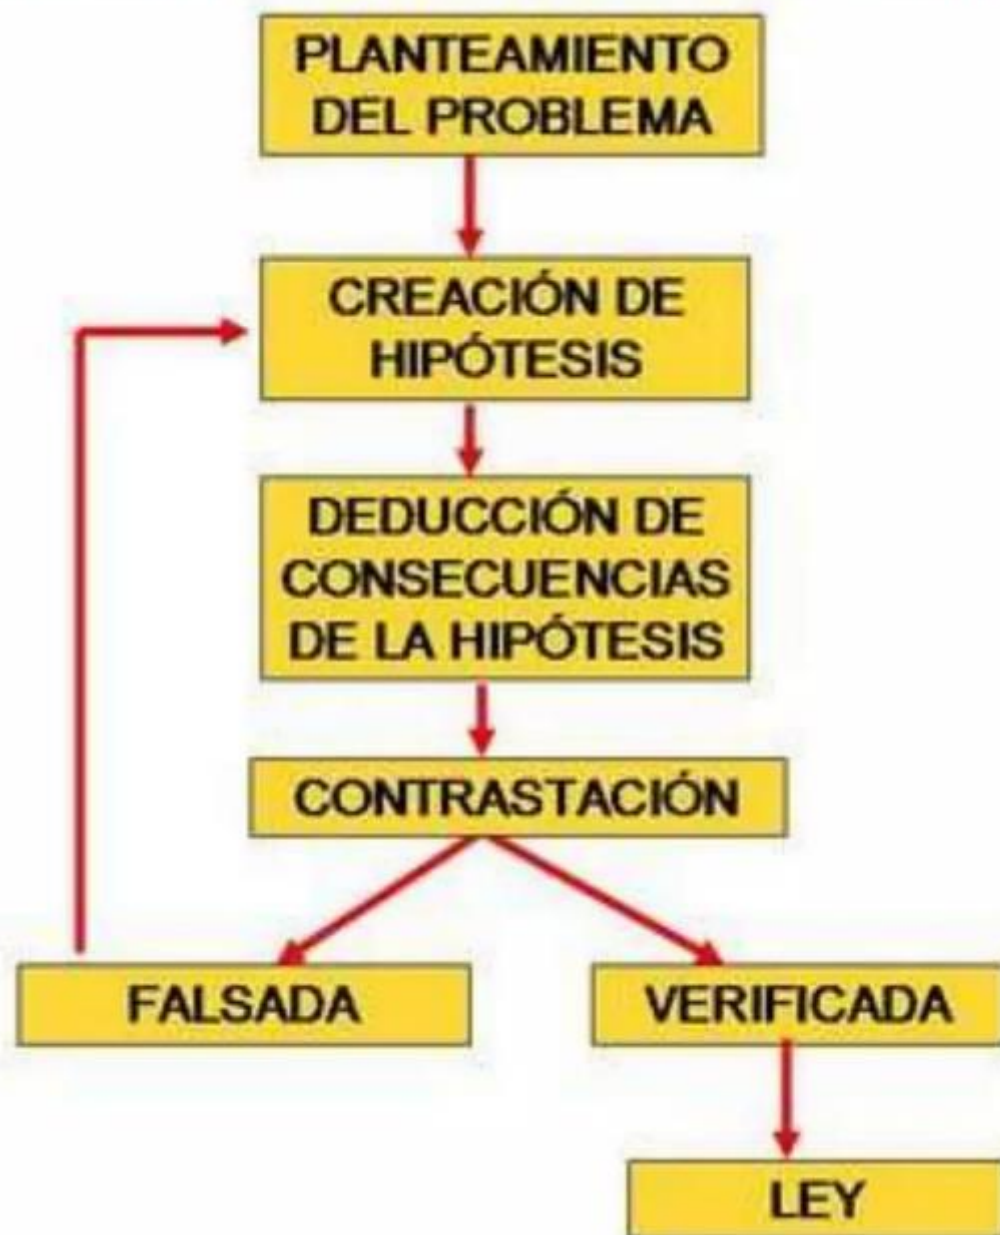 PLANTEAMIENTO
DEL PROBLEMA
CREACIÓN DE
HIPÓTESIS
DEDUCCIÓN DE
CONSECUENCIAS
DE LA HIPÓTESIS
CONTRASTACIÓN
FALSADA
VERIFICADA
LEY